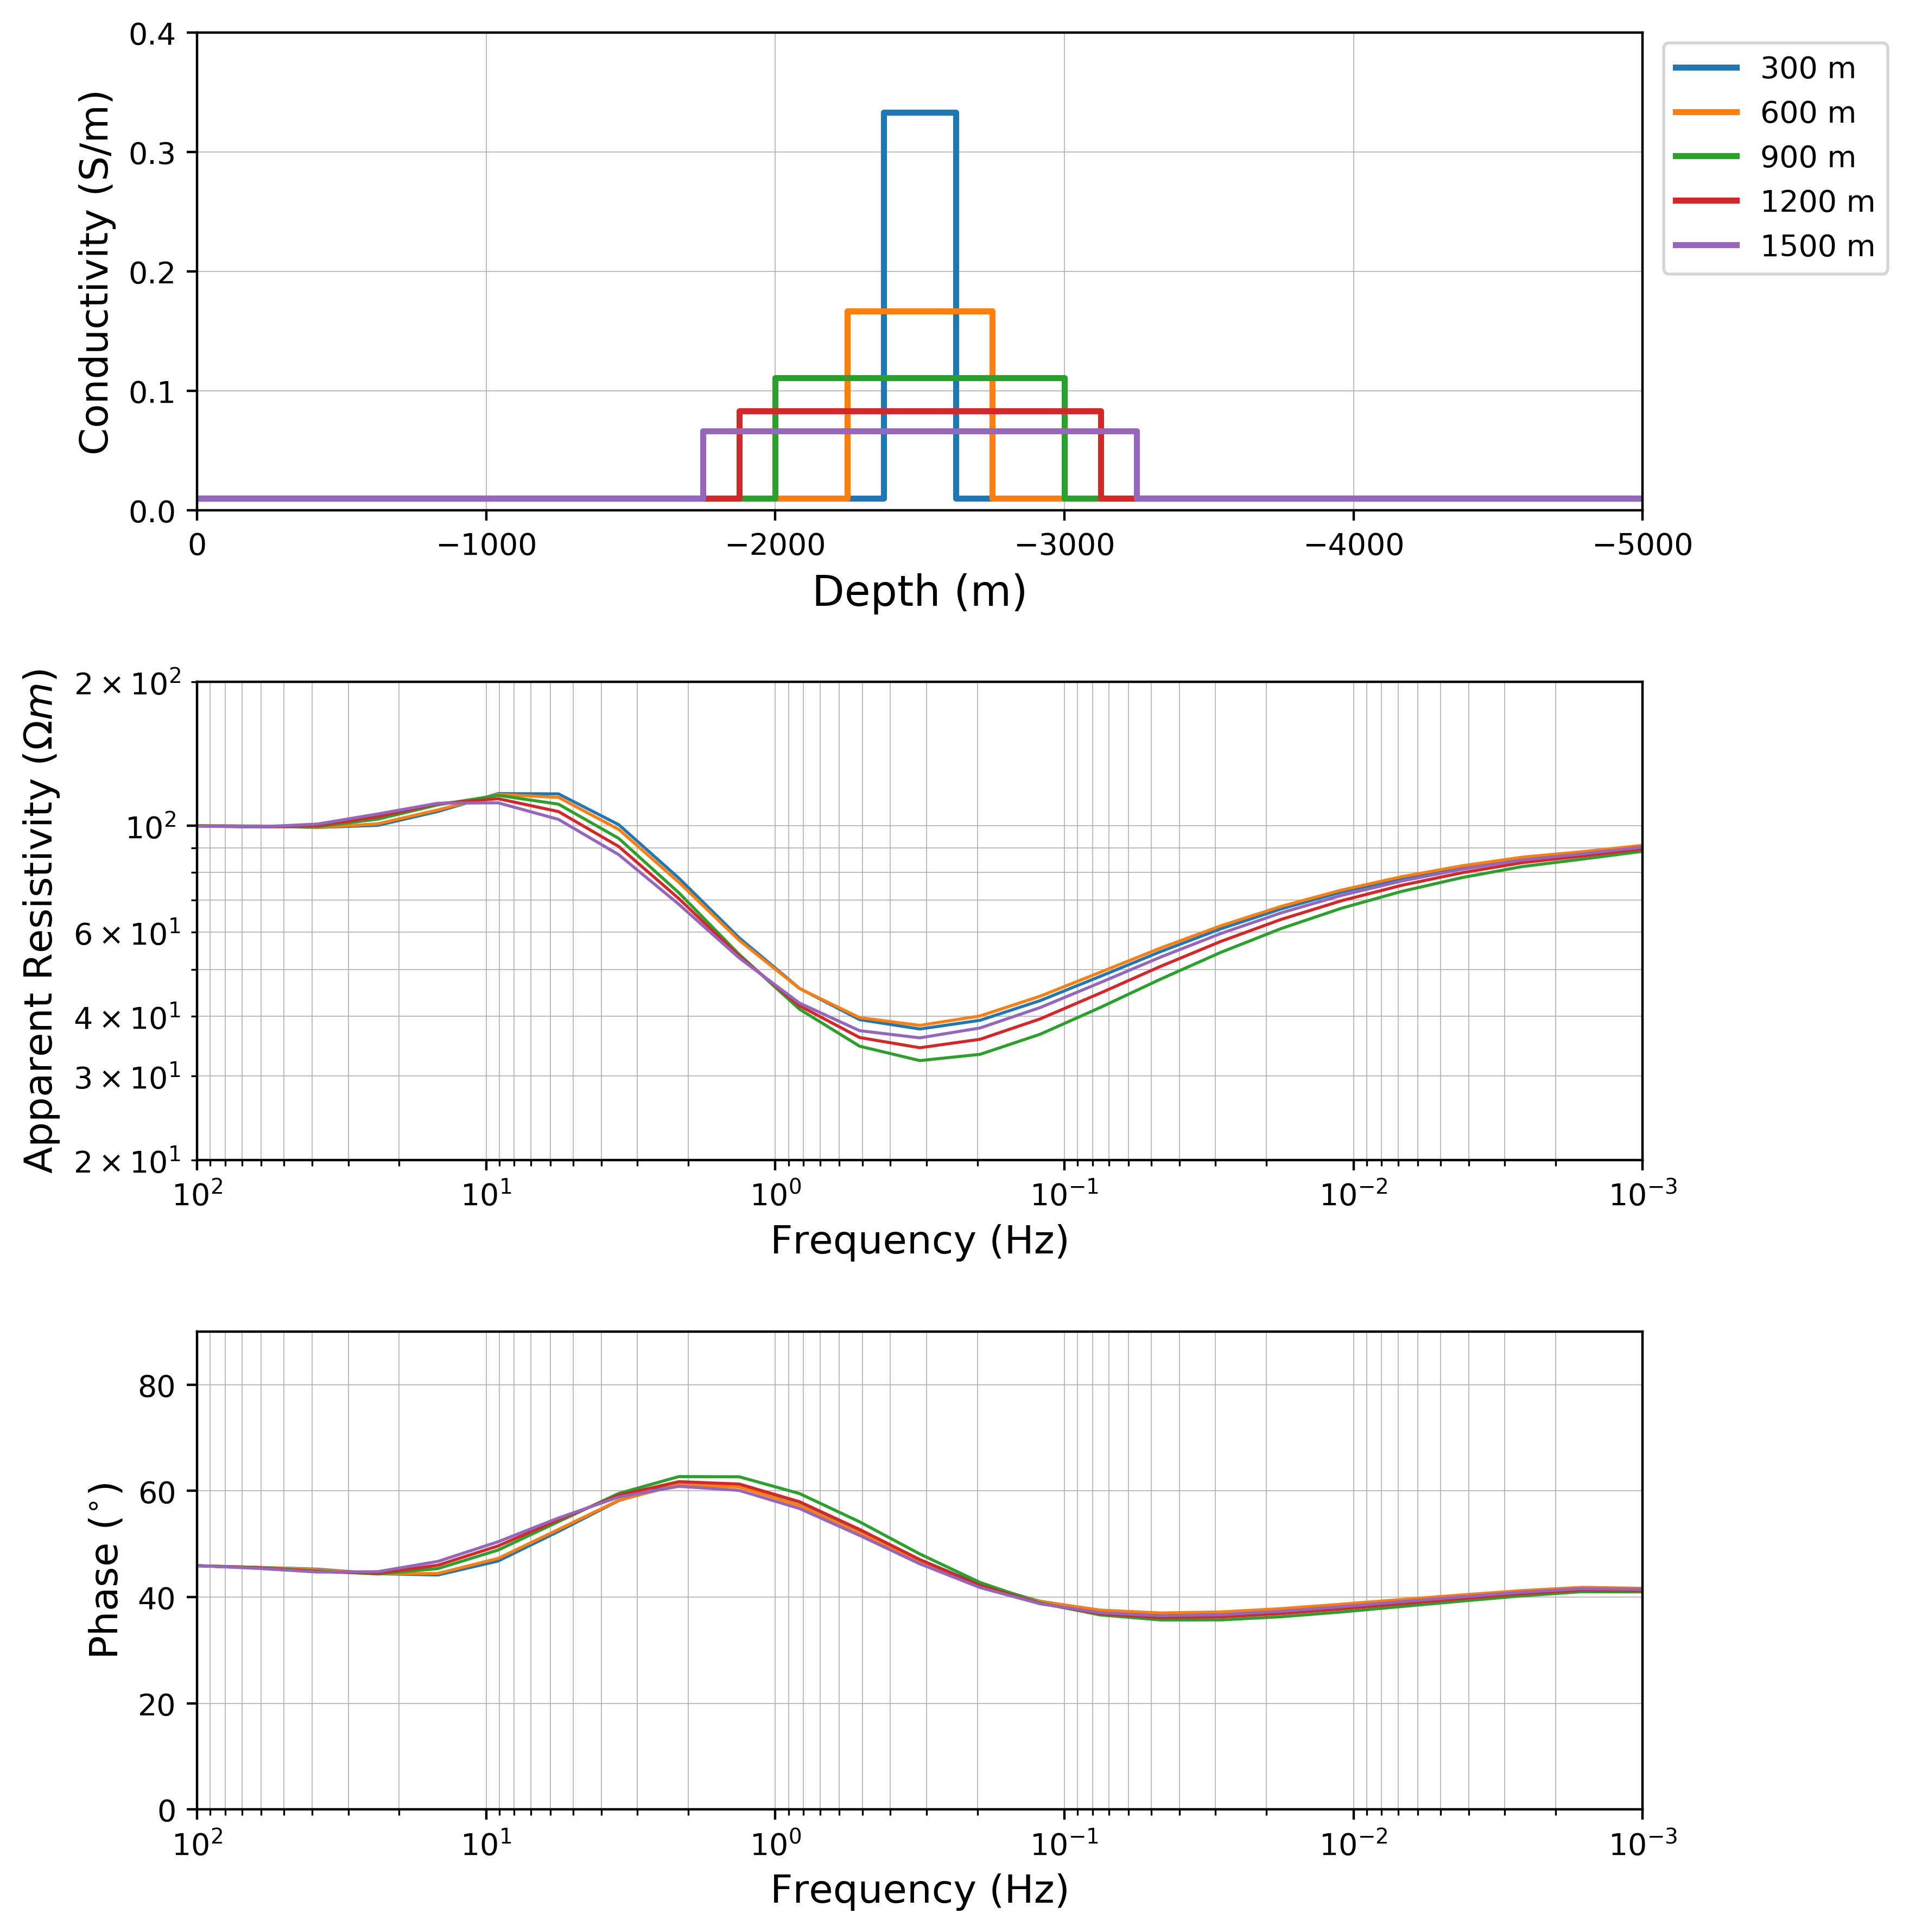 Conductivity (S/m)
0.4
0.3
0.2
0.1
0.0
0
−1000
−2000
−3000
−4000
−5000
Depth (m)
300 m
600 m
900 m
1200 m
1500 m
Apparent Resistivity (Ωm)
2 × 10²
10²
6 × 10¹
4 × 10¹
3 × 10¹
2 × 10¹
10²
10¹
10⁰
10⁻¹
10⁻²
10⁻³
Frequency (Hz)
Phase (°)
80
60
40
20
0
10²
10¹
10⁰
10⁻¹
10⁻²
10⁻³
Frequency (Hz)